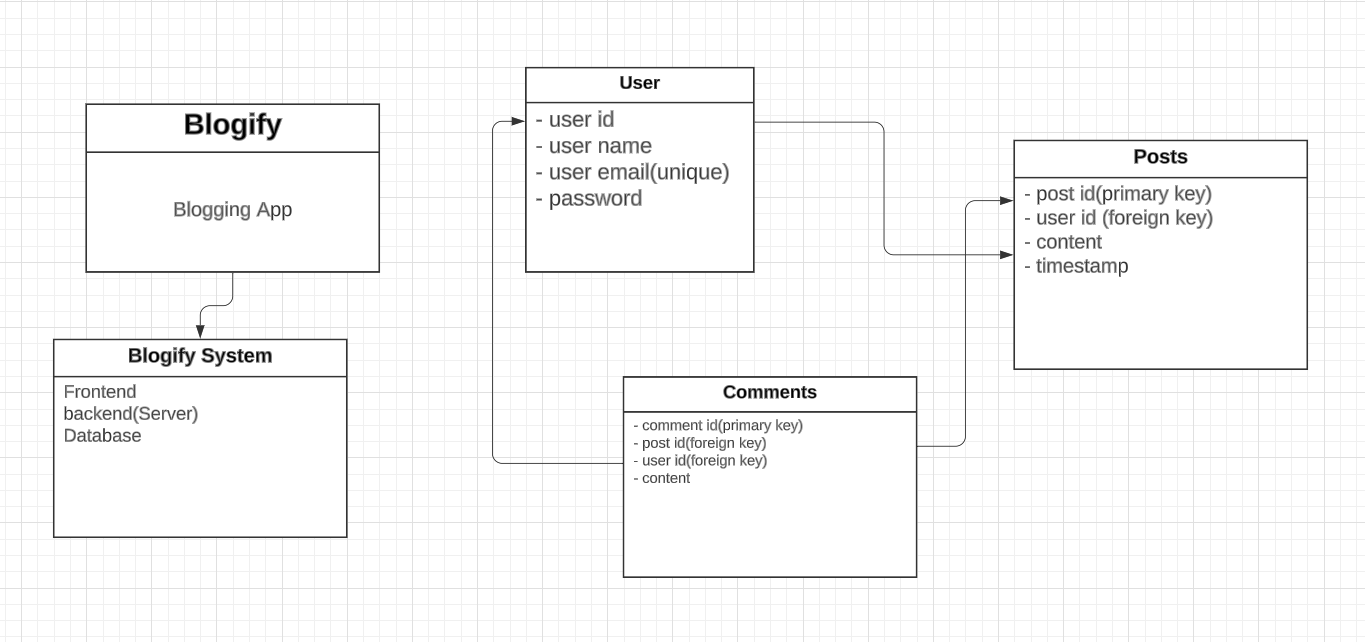 Blogify
Blogging App
Blogify System
Frontend
backend(Server)
Database
User
- user id
- user name
- user email(unique)
- password
Comments
- comment id(primary key)
- post id(foreign key)
- user id(foreign key)
- content
Posts
- post id(primary key)
- user id (foreign key)
- content
- timestamp